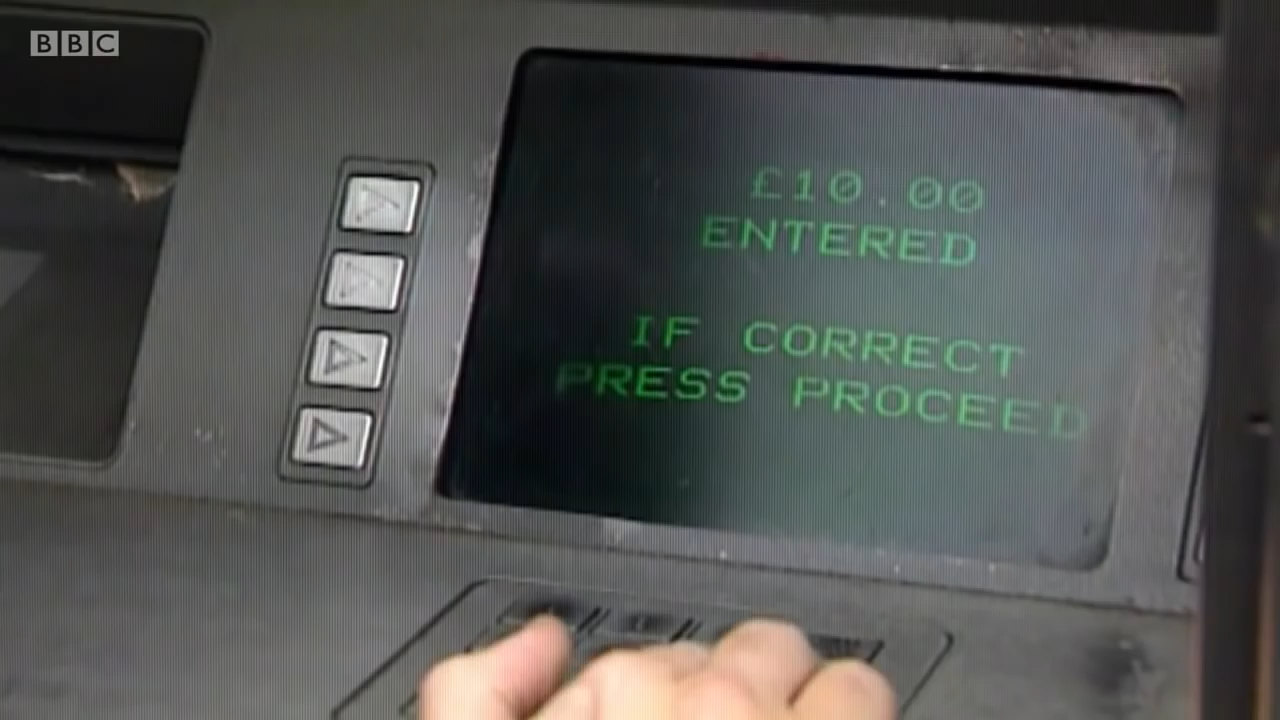 BBC
£10.00
ENTERED
IF CORRECT
PRESS PROCEED